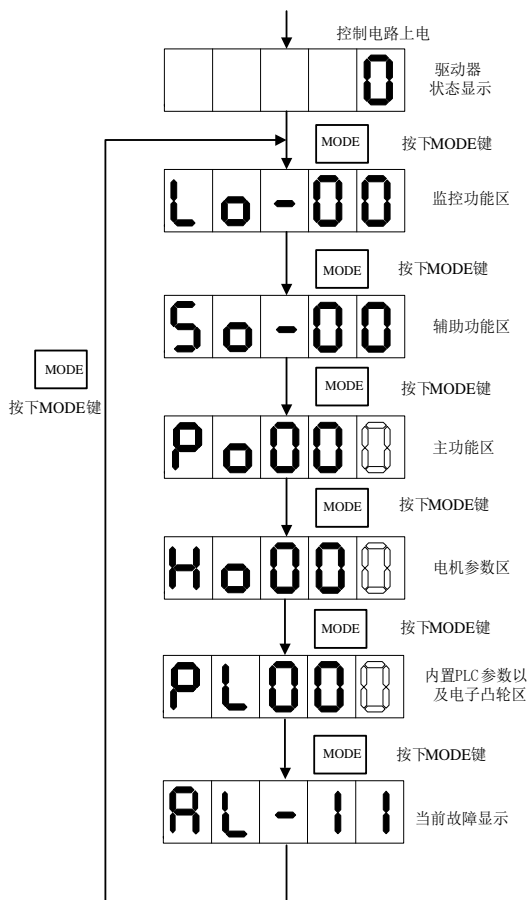 控制电路上电
0
驱动器
状态显示
MODE
按下MODE键
Lo-00
监控功能区
MODE
按下MODE键
So-00
辅助功能区
MODE
按下MODE键
MODE
按下MODE键
Po000
主功能区
MODE
按下MODE键
Ho000
电机参数区
MODE
按下MODE键
PL000
内置PLC参数以
及电子凸轮区
MODE
按下MODE键
AL-11
当前故障显示